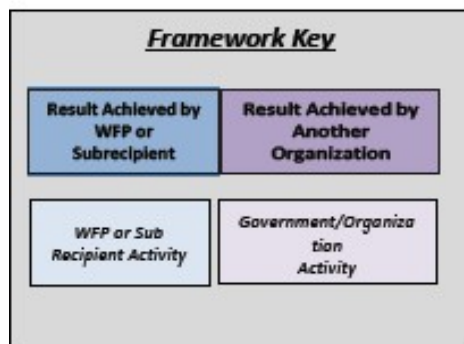 Framework Key
Result Achieved by
WFP or
Subrecipient
Result Achieved by
Another
Organization
WFP or Sub
Recipient Activity
Government/Organiza
tion
Activity